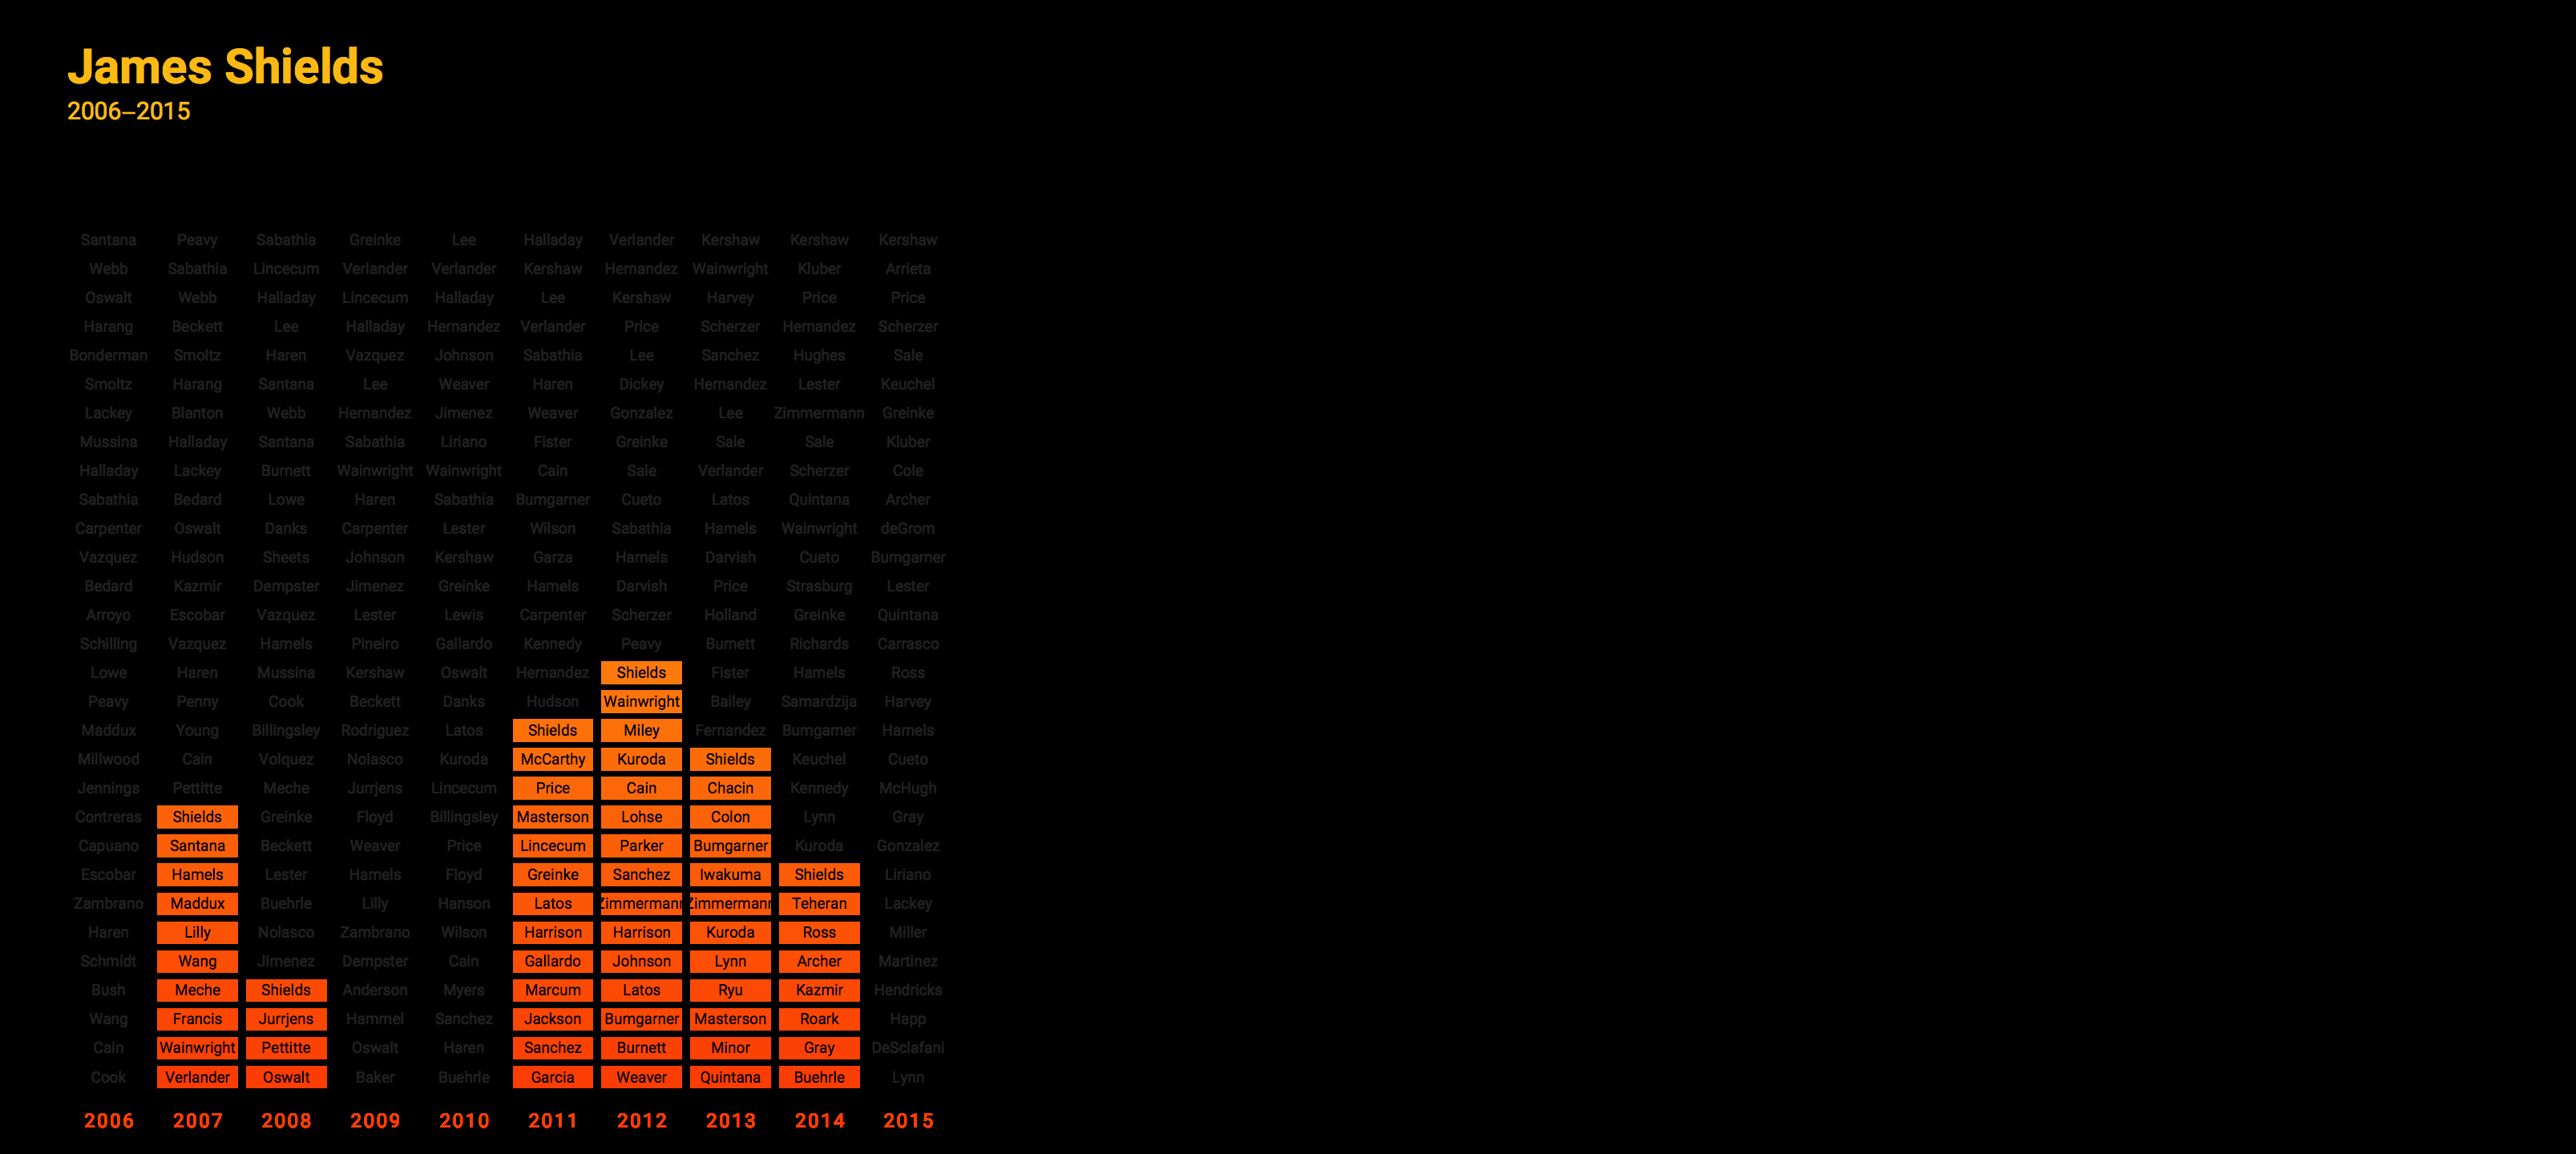 James Shields
2006–2015
Santana Peavy Sabathia Greinke Lee Halladay Verlander Kershaw Kershaw Kershaw
Webb Sabathia Lincecum Verlander Verlander Kershaw Hernandez Wainwright Kluber Arrieta
Oswalt Webb Halladay Lincecum Halladay Lee Kershaw Harvey Price Price
Harang Beckett Lee Halladay Hernandez Verlander Price Scherzer Hernandez Scherzer
Bonderman Smoltz Haren Vazquez Johnson Sabathia Lee Sanchez Hughes Sale
Smoltz Harang Santana Lee Weaver Haren Dickey Hernandez Lester Keuchel
Lackey Blanton Webb Hernandez Jimenez Weaver Gonzalez Lee Zimmermann Greinke
Mussina Halladay Santana Sabathia Liriano Fister Greinke Sale Sale Kluber
Halladay Lackey Burnett Wainwright Wainwright Cain Sale Verlander Scherzer Cole
Sabathia Bedard Lowe Haren Sabathia Bumgarner Cueto Latos Quintana Archer
Carpenter Oswalt Danks Carpenter Lester Wilson Sabathia Hamels Wainwright deGrom
Vazquez Hudson Sheets Johnson Kershaw Garza Hamels Darvish Cueto Bumgarner
Bedard Kazmir Dempster Jimenez Greinke Hamels Darvish Price Strasburg Lester
Arroyo Escobar Vazquez Lester Lewis Carpenter Scherzer Holland Greinke Quintana
Schilling Vazquez Hamels Pineiro Gallardo Kennedy Peavy Burnett Richards Carrasco
Lowe Haren Mussina Kershaw Oswalt Hernandez Shields Fister Hamels Ross
Peavy Penny Cook Beckett Danks Hudson Wainwright Bailey Samardzija Harvey
Maddux Young Billingsley Rodriguez Latos Shields Miley Fernandez Bumgarner Hamels
Millwood Cain Volquez Nolasco Kuroda McCarthy Kuroda Shields Keuchel Cueto
Jennings Pettitte Meche Jurrjens Lincecum Price Cain Chacin Kennedy McHugh
Contreras Shields Greinke Floyd Billingsley Masterson Lohse Colon Lynn Gray
Capuano Santana Beckett Weaver Price Lincecum Parker Bumgarner Kuroda Gonzalez
Escobar Hamels Lester Hamels Floyd Greinke Sanchez Iwakuma Shields Liriano
Zambrano Maddux Buehrle Lilly Hanson Latos Zimmermann Zimmermann Teheran Lackey
Haren Lilly Nolasco Zambrano Wilson Harrison Harrison Kuroda Ross Miller
Schmidt Wang Jimenez Dempster Cain Gallardo Johnson Lynn Archer Martinez
Bush Meche Shields Anderson Myers Marcum Latos Ryu Kazmir Hendricks
Wang Francis Jurrjens Hammel Sanchez Jackson Bumgarner Masterson Roark Happ
Cain Wainwright Pettitte Oswalt Haren Sanchez Burnett Minor Gray DeSclafani
Cook Verlander Oswalt Baker Buehrle Garcia Weaver Quintana Buehrle Lynn
2006 2007 2008 2009 2010 2011 2012 2013 2014 2015